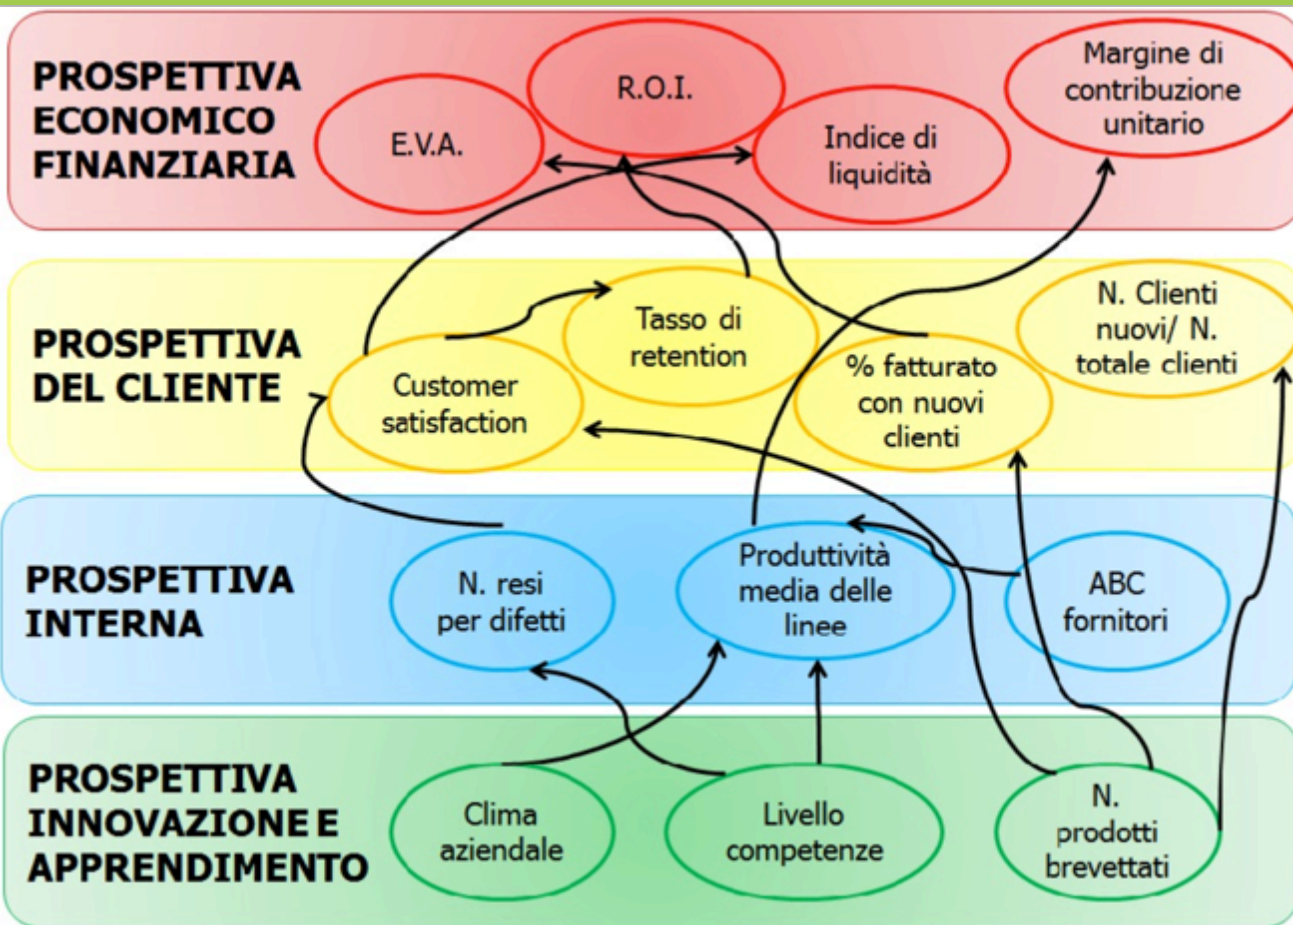 PROSPETTIVA
ECONOMICO
FINANZIARIA
E.V.A.
R.O.I.
Indice di
liquidità
Margine di
contribuzione
unitario
PROSPETTIVA
DEL CLIENTE
Customer
satisfaction
Tasso di
retention
% fatturato
con nuovi
clienti
N. Clienti
nuovi/ N.
totale clienti
PROSPETTIVA
INTERNA
N. resi
per difetti
Produttività
media delle
linee
ABC
fornitori
PROSPETTIVA
INNOVAZIONE E
APPRENDIMENTO
Clima
aziendale
Livello
competenze
N.
prodotti
brevettati